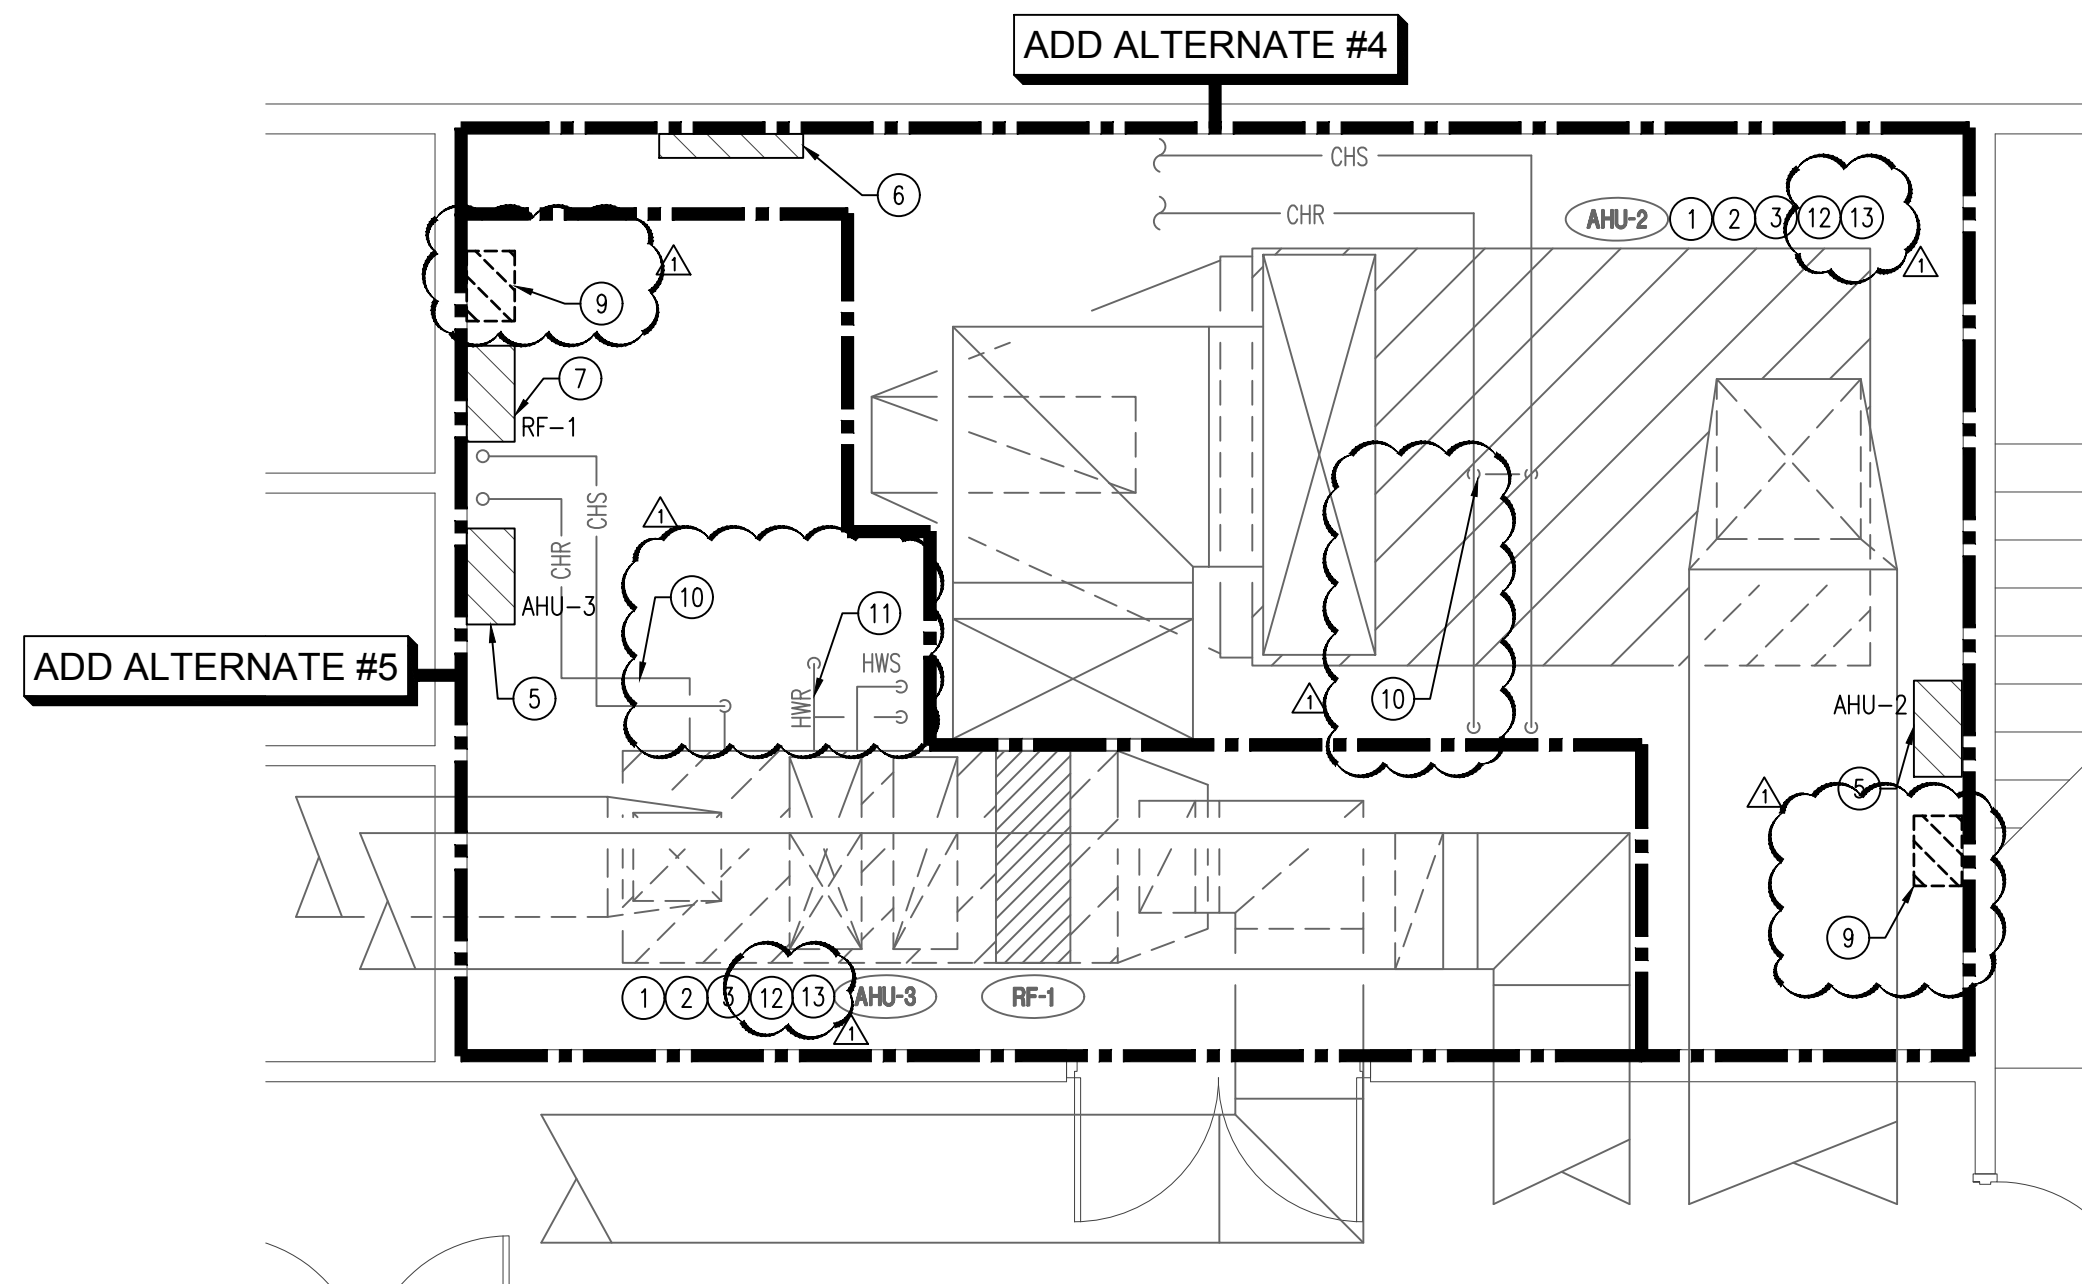 ADD ALTERNATE #4
CHS
6
CHR
AHU-2 1 2 3 12 13
1
1
9
7
RF-1
CHS
1
CHR
10
10
AHU-3
11
HWS
ADD ALTERNATE #5
5
HWR
1
10
AHU-2
5
1
9
1 2 3 12 13 AHU-3 RF-1
1